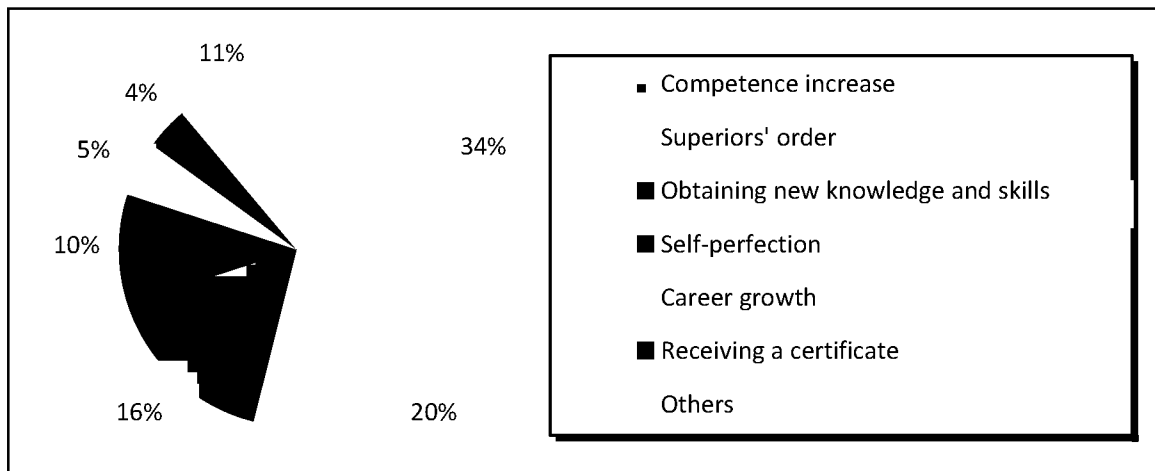 11%
4%
5%
34%
10%
16%
20%
Competence increase
Superiors' order
Obtaining new knowledge and skills
Self-perfection
Career growth
Receiving a certificate
Others